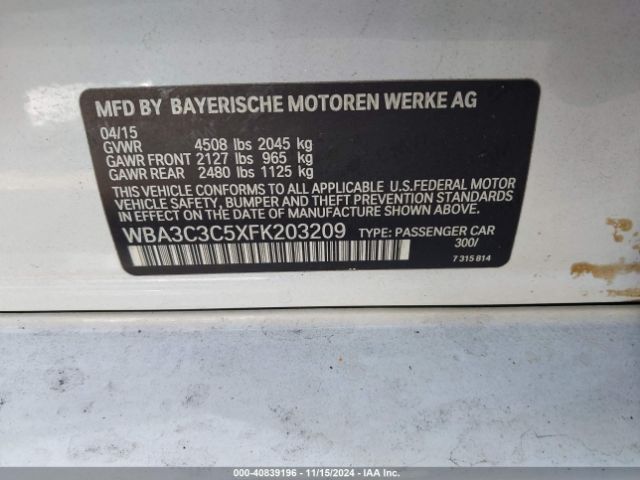 MFD BY BAYERISCHE MOTOREN WERKE AG
04/15
GVWR 4508 lbs 2045 kg
GAWR FRONT 2127 lbs 965 kg
GAWR REAR 2480 lbs 1125 kg
THIS VEHICLE CONFORMS TO ALL APPLICABLE U.S.FEDERAL MOTOR
VEHICLE SAFETY, BUMPER AND THEFT PREVENTION STANDARDS IN
EFFECT ON THE DATE OF MANUFACTURE SHOWN ABOVE.
WBA3C3C5XFK203209 TYPE: PASSENGER CAR
300/
7 315 814
000-40839196 - 11/15/2024 - IAA Inc.